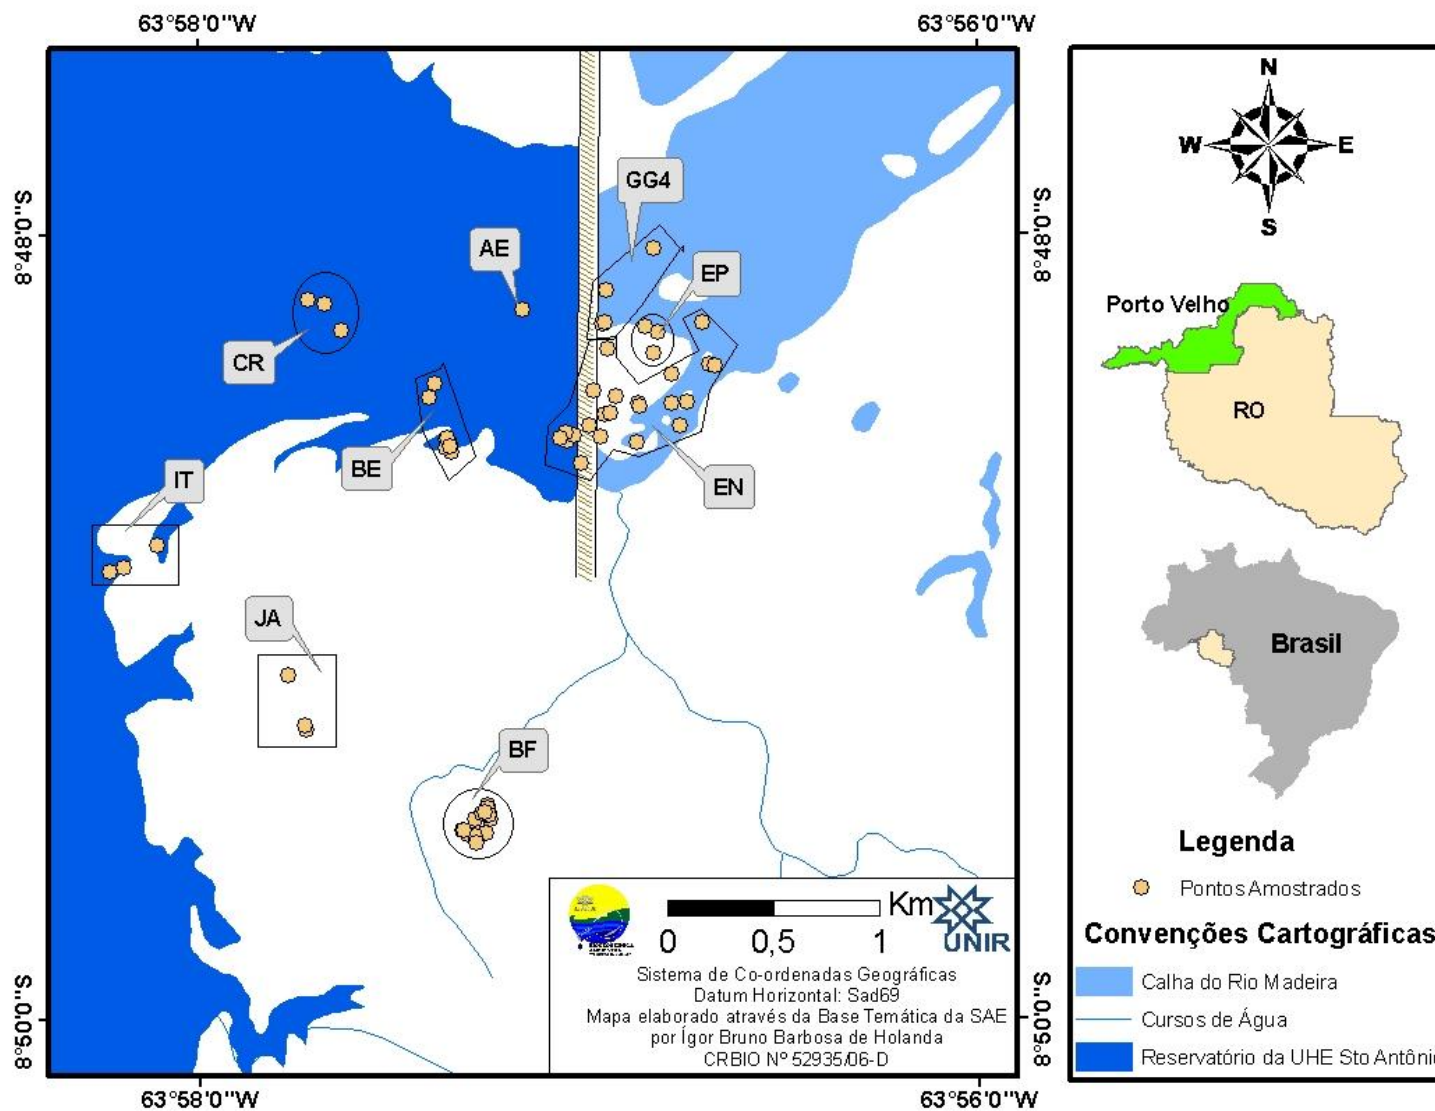 63°58'0"W
63°56'0"W
8°48'0"S
8°48'0"S
GG4
AE
EP
CR
BE
IT
EN
JA
BF
8°50'0"S
8°50'0"S
63°58'0"W
63°56'0"W
Km
0 0,5 1
UNIR
Sistema de Co-ordenadas Geográficas
Datum Horizontal: Sad69
Mapa elaborado através da Base Temática da SAE
por Ígor Bruno Barbosa de Holanda
CRBIO Nº 52935/06-D
N
W E
S
Porto Velho
RO
Brasil
Legenda
Pontos Amostrados
Convenções Cartográficas
Calha do Rio Madeira
Cursos de Água
Reservatório da UHE Sto Antôni